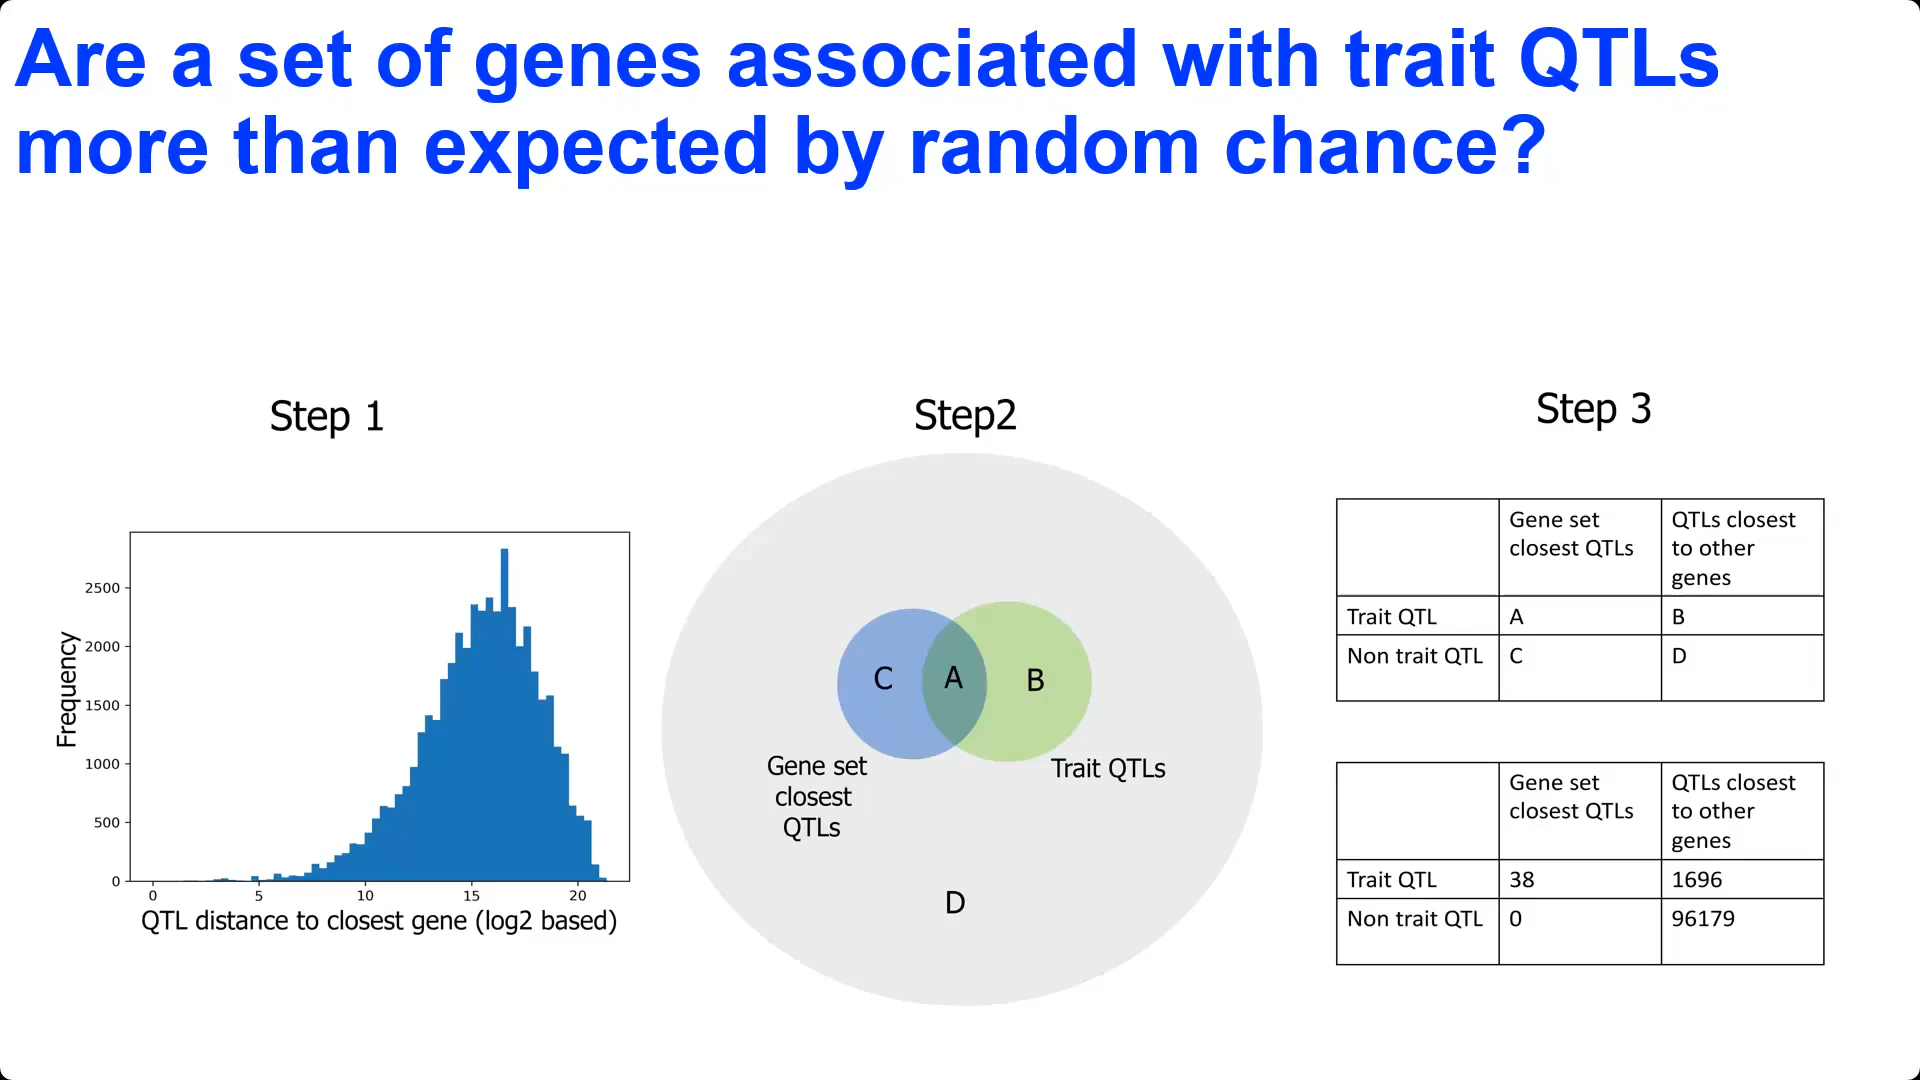 Are a set of genes associated with trait QTLs
more than expected by random chance?
Step 1
Frequency
2500
2000
1500
1000
500
0
0 5 10 15 20
QTL distance to closest gene (log2 based)
Step2
C A B
Gene set
closest
QTLs
Trait QTLs
D
Step 3
Gene set
closest QTLs
QTLs closest
to other
genes
Trait QTL A B
Non trait QTL C D
Gene set
closest QTLs
QTLs closest
to other
genes
Trait QTL 38 1696
Non trait QTL 0 96179